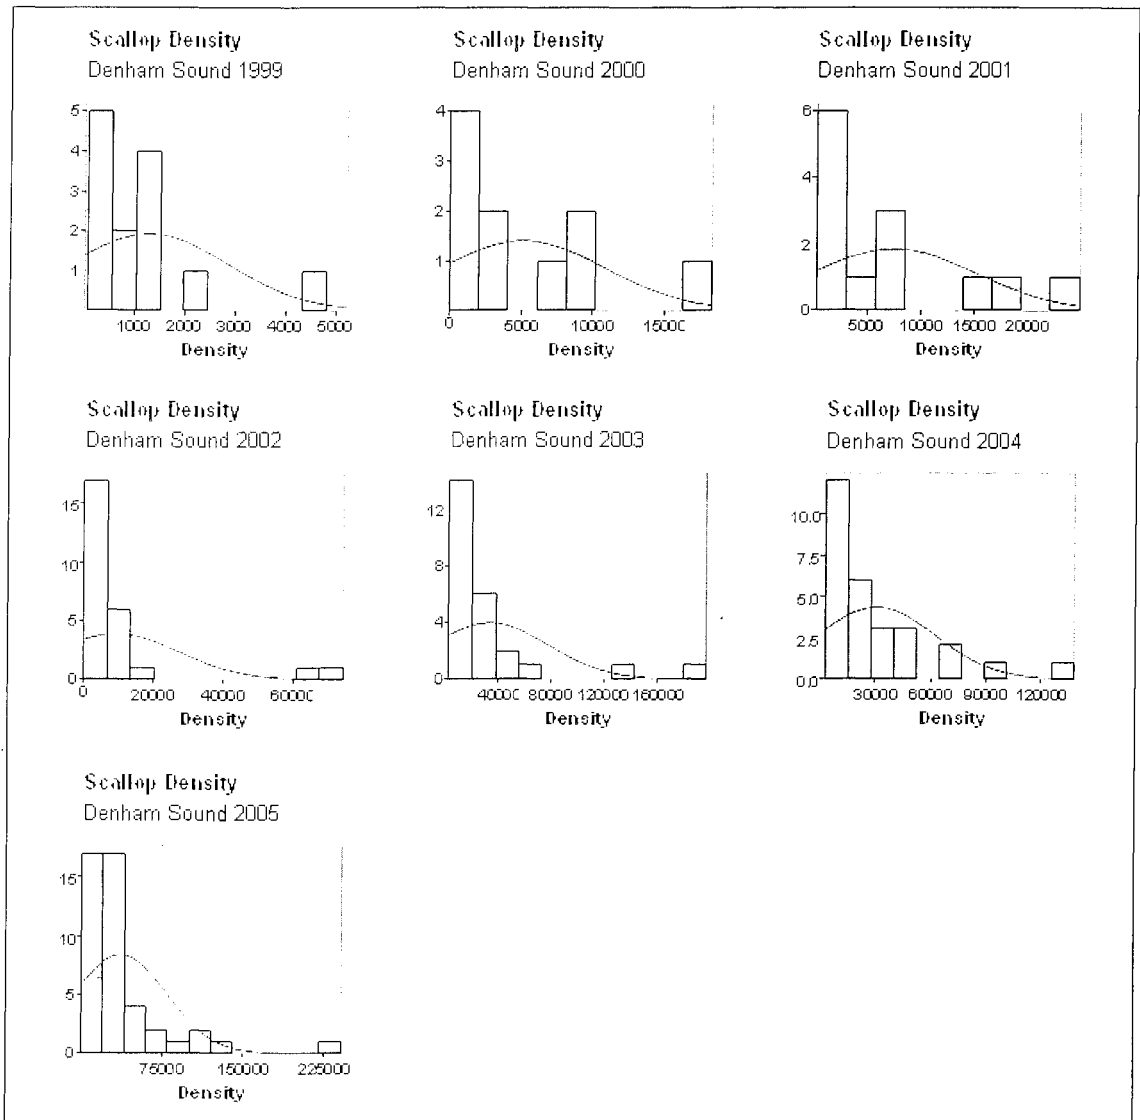 Scallop Density
Denham Sound 1999
5
4
3
2
1
1000 2000 3000 4000 5000
Density
Scallop Density
Denham Sound 2000
4
3
2
1
0
0 5000 10000 15000
Density
Scallop Density
Denham Sound 2001
6
4
2
0
5000 10000 15000 20000
Density
Scallop Density
Denham Sound 2002
15
10
5
0
0 20000 40000 60000
Density
Scallop Density
Denham Sound 2003
12
8
4
0
40000 80000 120000 160000
Density
Scallop Density
Denham Sound 2004
10.0
7.5
5.0
2.5
0.0
30000 60000 90000 120000
Density
Scallop Density
Denham Sound 2005
15
10
5
0
75000 150000 225000
Density